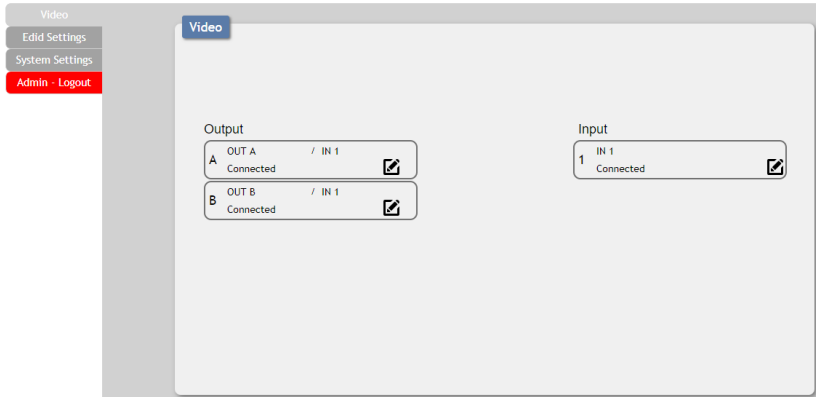 Video
Edid Settings
System Settings
Admin - Logout
Video
Output
A
OUT A / IN 1
Connected
B
OUT B / IN 1
Connected
Input
1
IN 1
Connected